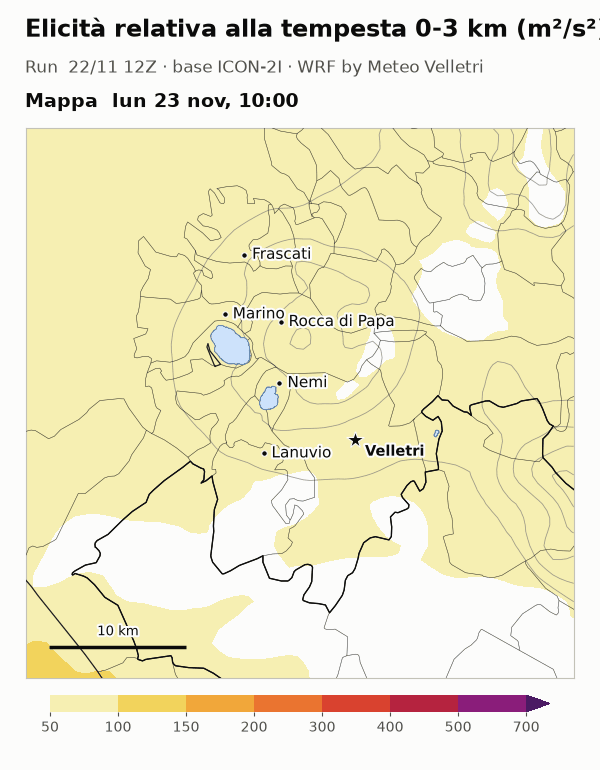 Elicità relativa alla tempesta 0-3 km (m²/s²)
Run  22/11 12Z · base ICON-2I · WRF by Meteo Velletri
Mappa  lun 23 nov, 10:00
Frascati
Marino
Rocca di Papa
Nemi
Velletri
Lanuvio
10 km
50 100 150 200 300 400 500 700